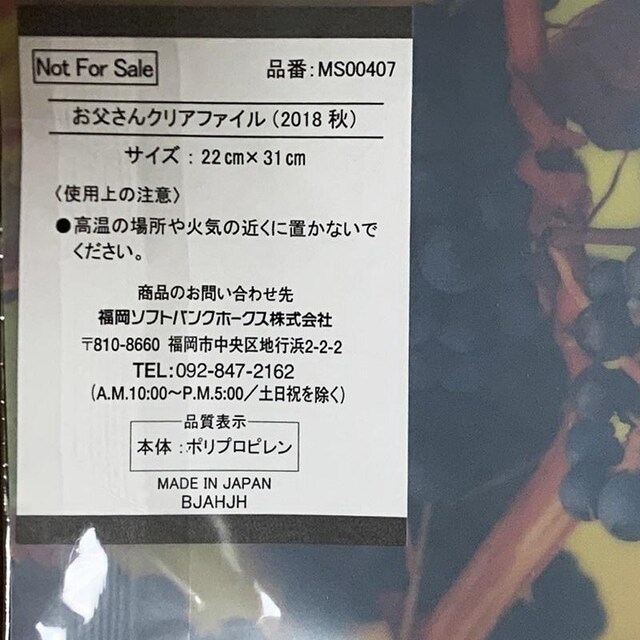 Not For Sale
品番：MS00407
お父さんクリアファイル（2018 秋）
サイズ：22㎝×31㎝
〈使用上の注意〉
●高温の場所や火気の近くに置かないで
ください。
商品のお問い合わせ先
福岡ソフトバンクホークス株式会社
〒810-8660 福岡市中央区地行浜2-2-2
TEL：092-847-2162
（A.M.10:00～P.M.5:00／土日祝を除く）
品質表示
本体：ポリプロピレン
MADE IN JAPAN
BJAHJH